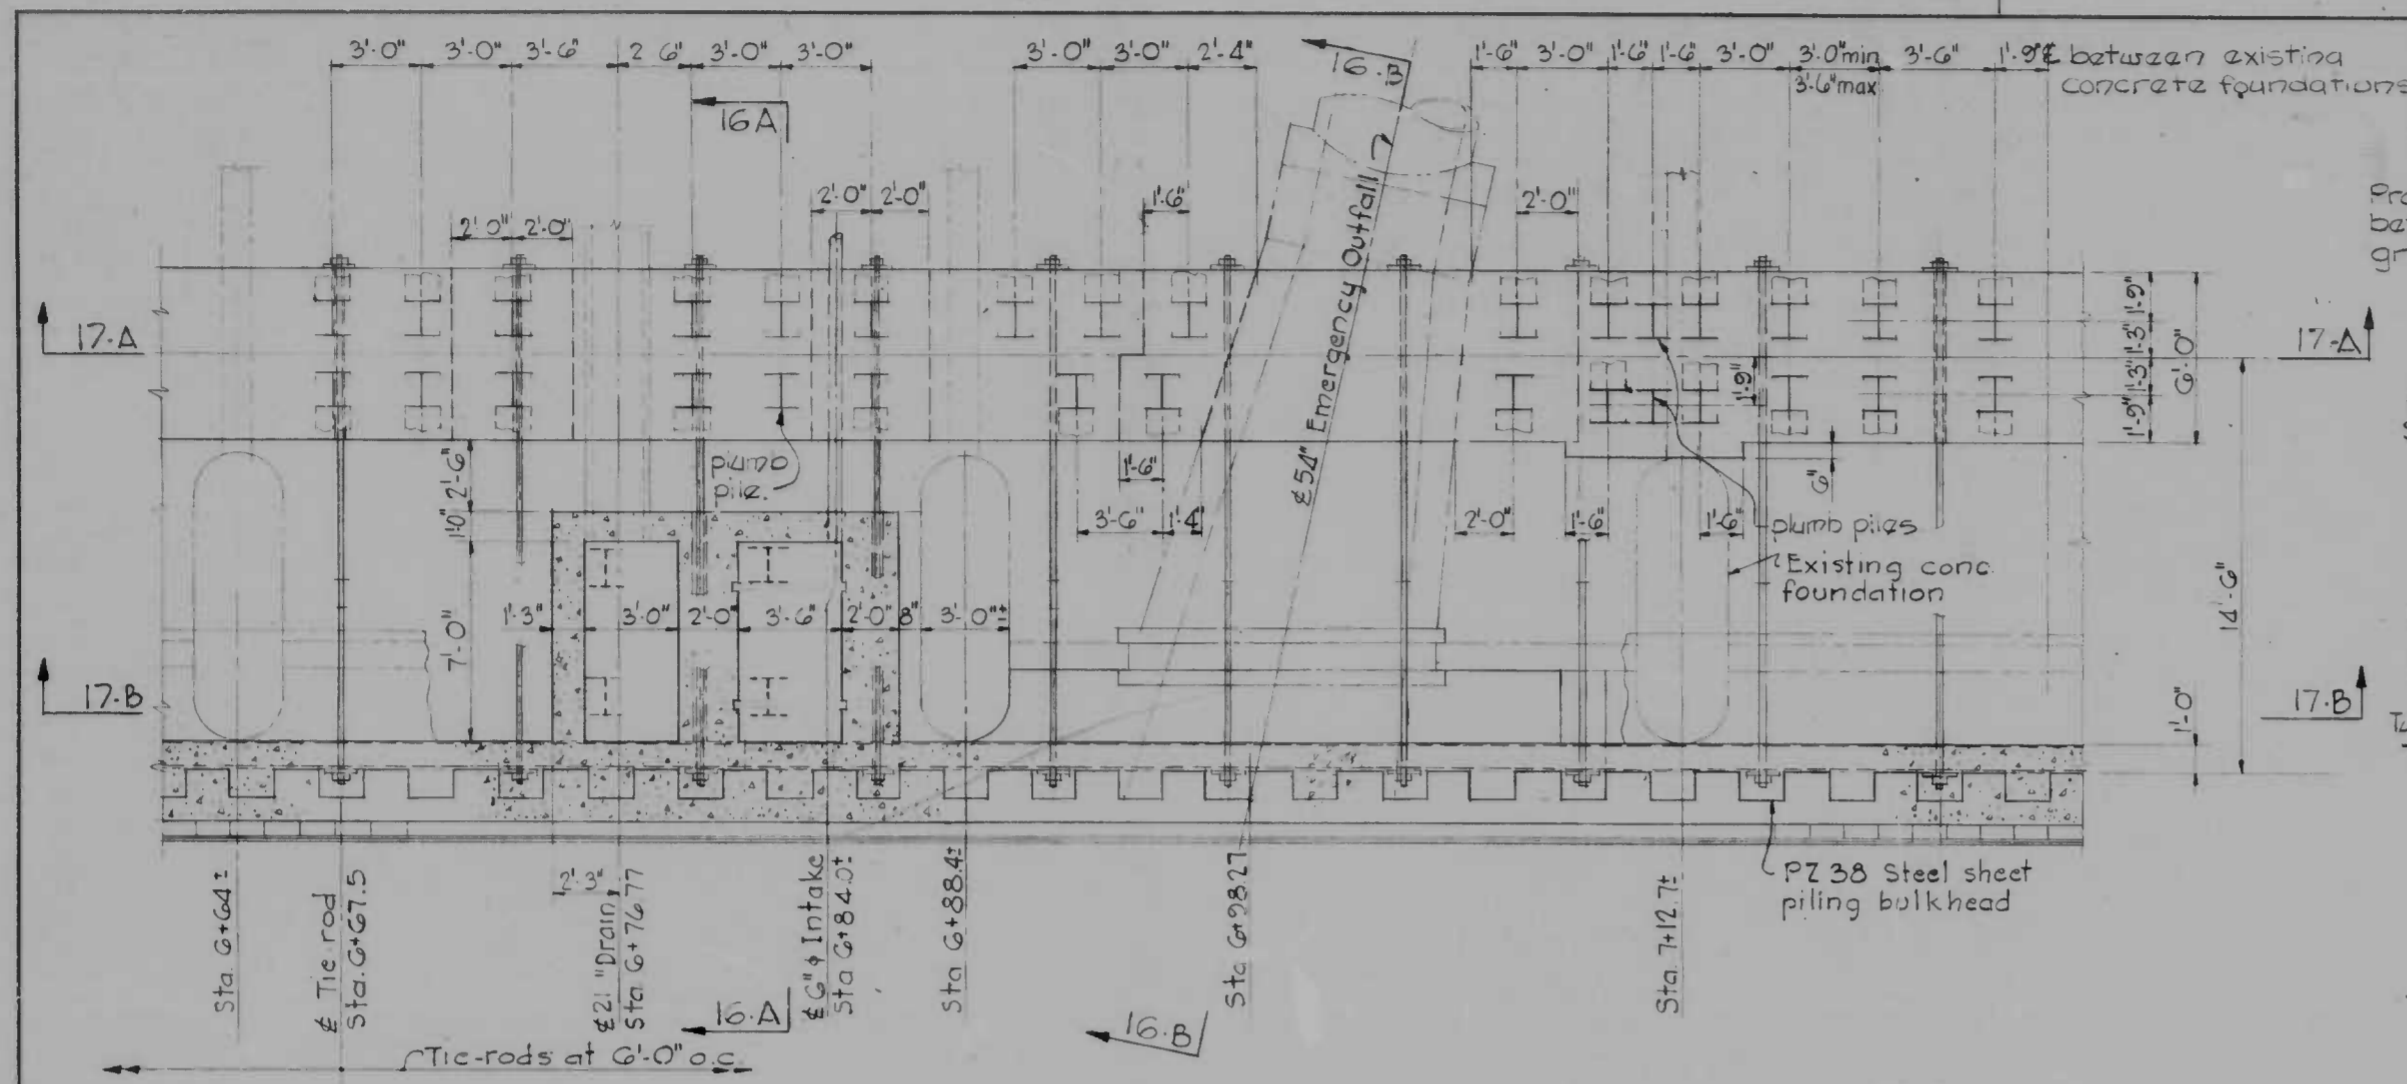 3'-0" 3'-0" 3'-6" 2'-6" 3'-0" 3'-0" 3'-0" 3'-0" 2'-4" 1'-6" 3'-0" 1'-6" 1'-6" 3'-0" 3'-0"min 3'-6" 1'-9" ℄ between existing
3'-6"max concrete foundations
16·B
16A
2'-0" 2'-0" 1'-6" 2'-0"
2'-0" 2'-0"
17·A 17·A
1'-9"
1'-3"
1'-3"
1'-9"
6'-0"
1'-9"
℄ 54" Emergency Outfall
plumb
pile.
2'-6"
1'-0"
7'-0"
1'-6"
3'-6" 1'-4" 2'-0" 1'-6" 1'-6"
6"
plumb piles
Existing conc.
foundation
14'-6"
1'-3" 3'-0" 2'-0" 3'-6" 2'-0" 8" 3'-0"±
17·B 17·B
1'-0"
PZ 38 Steel sheet
piling bulkhead
Sta. 6+64±
℄ Tie rod
Sta. 6+67.5
℄ 21" Drain,
Sta 6+76.77
℄ 6" ϕ Intake
Sta 6+84.0±
Sta 6+88.4±
Sta 6+98.27
Sta. 7+12.7±
16·A
16·B
Tie-rods at 6'-0" o.c.